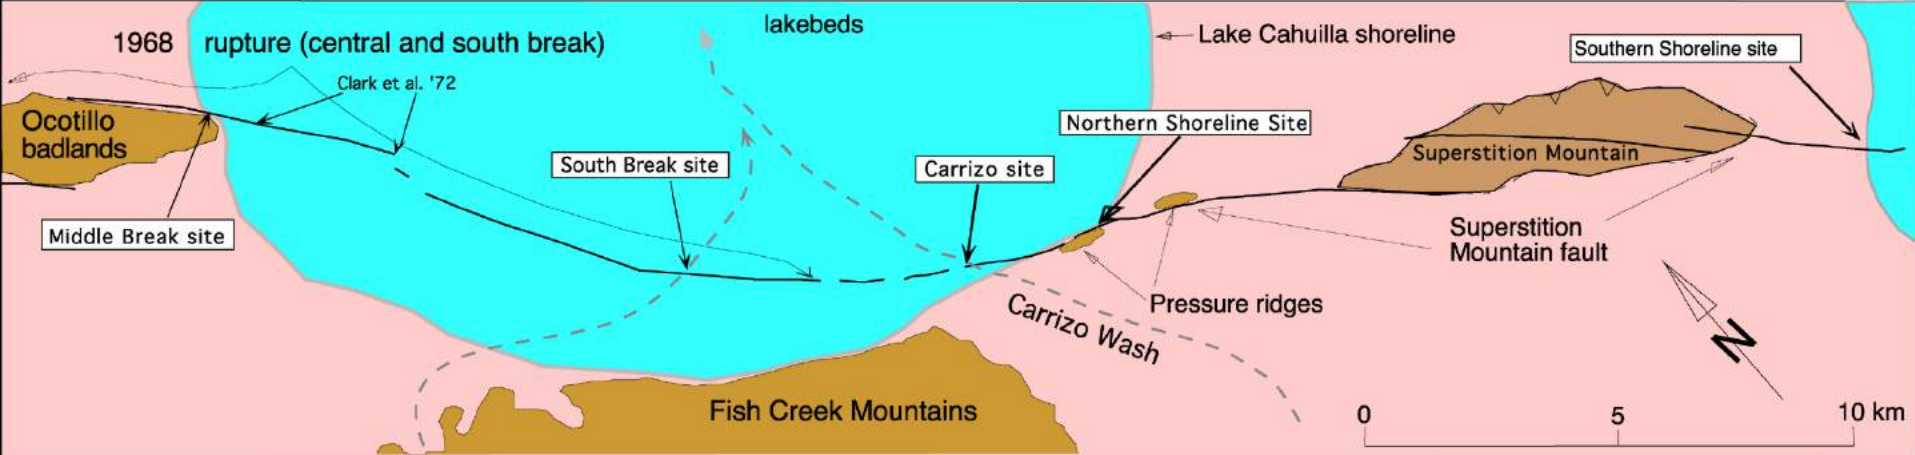 lakebeds
1968 rupture (central and south break)
Lake Cahuilla shoreline
Southern Shoreline site
Clark et al. '72
Ocotillo
badlands
Northern Shoreline Site
South Break site
Carrizo site
Superstition Mountain
Middle Break site
Superstition
Mountain fault
Pressure ridges
Carrizo Wash
N
Fish Creek Mountains
0 5 10 km